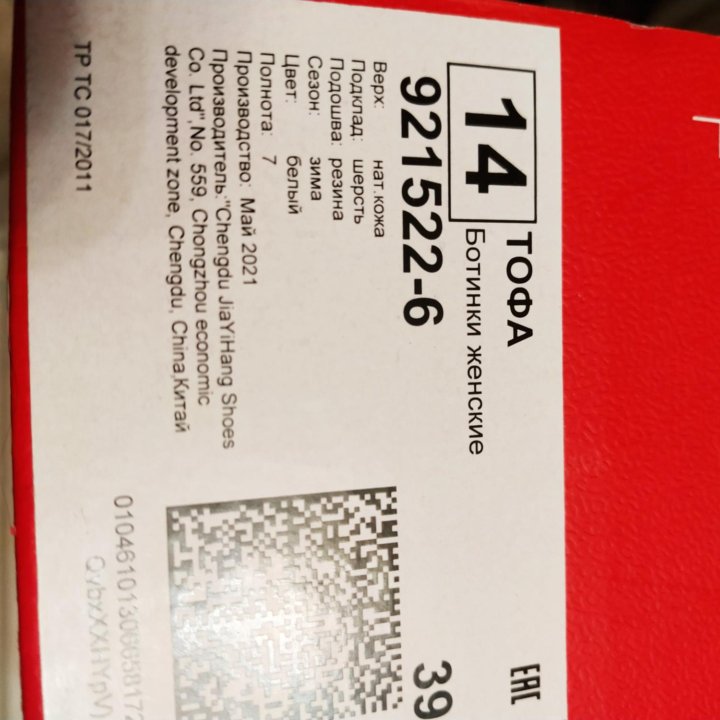 14
ТОФА
Ботинки женские
921522-6
Верх: нат.кожа
Подклад: шерсть
Подошва: резина
Сезон: зима
Цвет: белый
Полнота: 7
Производство: Май 2021
Производитель:"Chengdu JiaYiHang Shoes
Co. Ltd",No. 559, Chongzhou economic
development zone, Chengdu, China,Китай
ТР ТС 017/2011
EAC
39